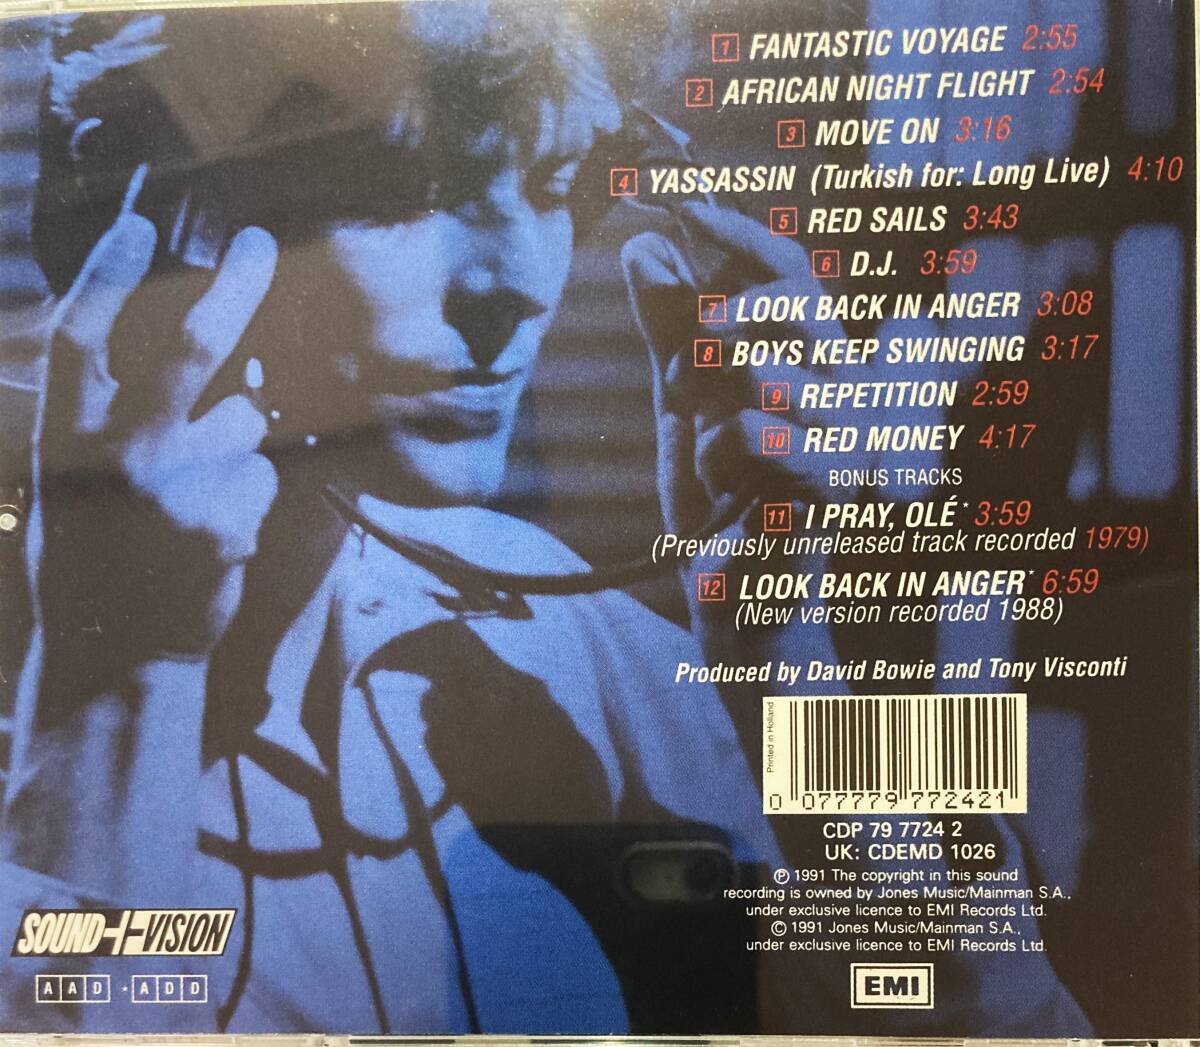 1 FANTASTIC VOYAGE 2:55
2 AFRICAN NIGHT FLIGHT 2:54
3 MOVE ON 3:16
4 YASSASSIN (Turkish for: Long Live) 4:10
5 RED SAILS 3:43
6 D.J. 3:59
7 LOOK BACK IN ANGER 3:08
8 BOYS KEEP SWINGING 3:17
9 REPETITION 2:59
10 RED MONEY 4:17
BONUS TRACKS
11 I PRAY, OLÉ* 3:59
(Previously unreleased track recorded 1979)
12 LOOK BACK IN ANGER* 6:59
(New version recorded 1988)
Produced by David Bowie and Tony Visconti
Printed in Holland
0 077779 772421
CDP 79 7724 2
UK: CDEMD 1026
℗ 1991 The copyright in this sound
recording is owned by Jones Music/Mainman S.A.,
under exclusive licence to EMI Records Ltd.
© 1991 Jones Music/Mainman S.A.,
under exclusive licence to EMI Records Ltd.
EMI
SOUND+VISION
AAD * ADD